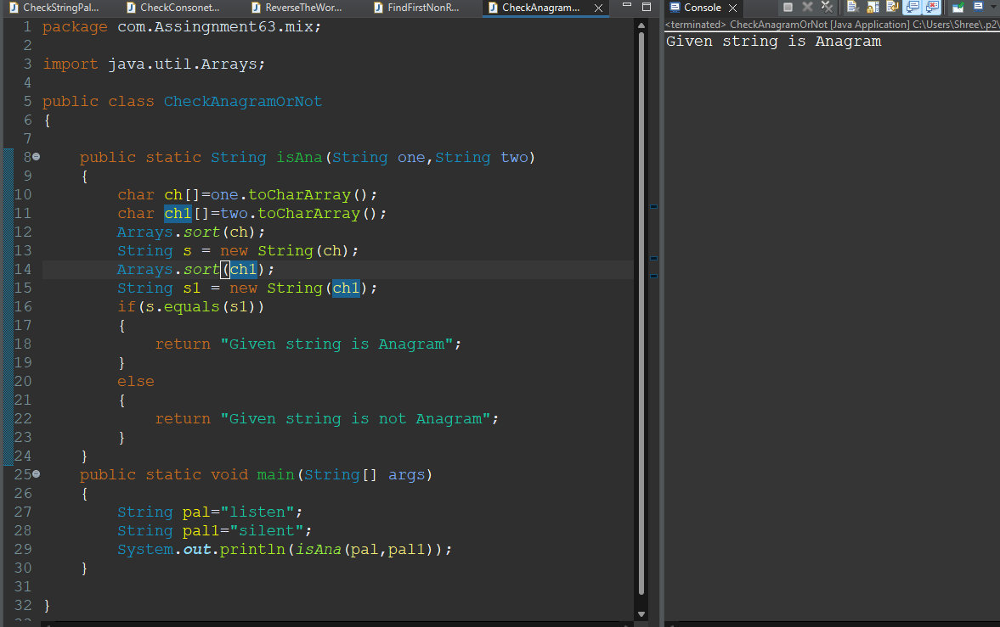 CheckStringPal... CheckConsonet... ReverseTheWor... FindFirstNonR... CheckAnagram...
1 package com.Assingnment63.mix;
2
3 import java.util.Arrays;
4
5 public class CheckAnagramOrNot
6 {
7
8 public static String isAna(String one,String two)
9 {
10 char ch[]=one.toCharArray();
11 char ch1[]=two.toCharArray();
12 Arrays.sort(ch);
13 String s = new String(ch);
14 Arrays.sort(ch1);
15 String s1 = new String(ch1);
16 if(s.equals(s1))
17 {
18 return "Given string is Anagram";
19 }
20 else
21 {
22 return "Given string is not Anagram";
23 }
24 }
25 public static void main(String[] args)
26 {
27 String pal="listen";
28 String pal1="silent";
29 System.out.println(isAna(pal,pal1));
30 }
31
32 }
Console
<terminated> CheckAnagramOrNot [Java Application] C:\Users\Shree\.p2\
Given string is Anagram